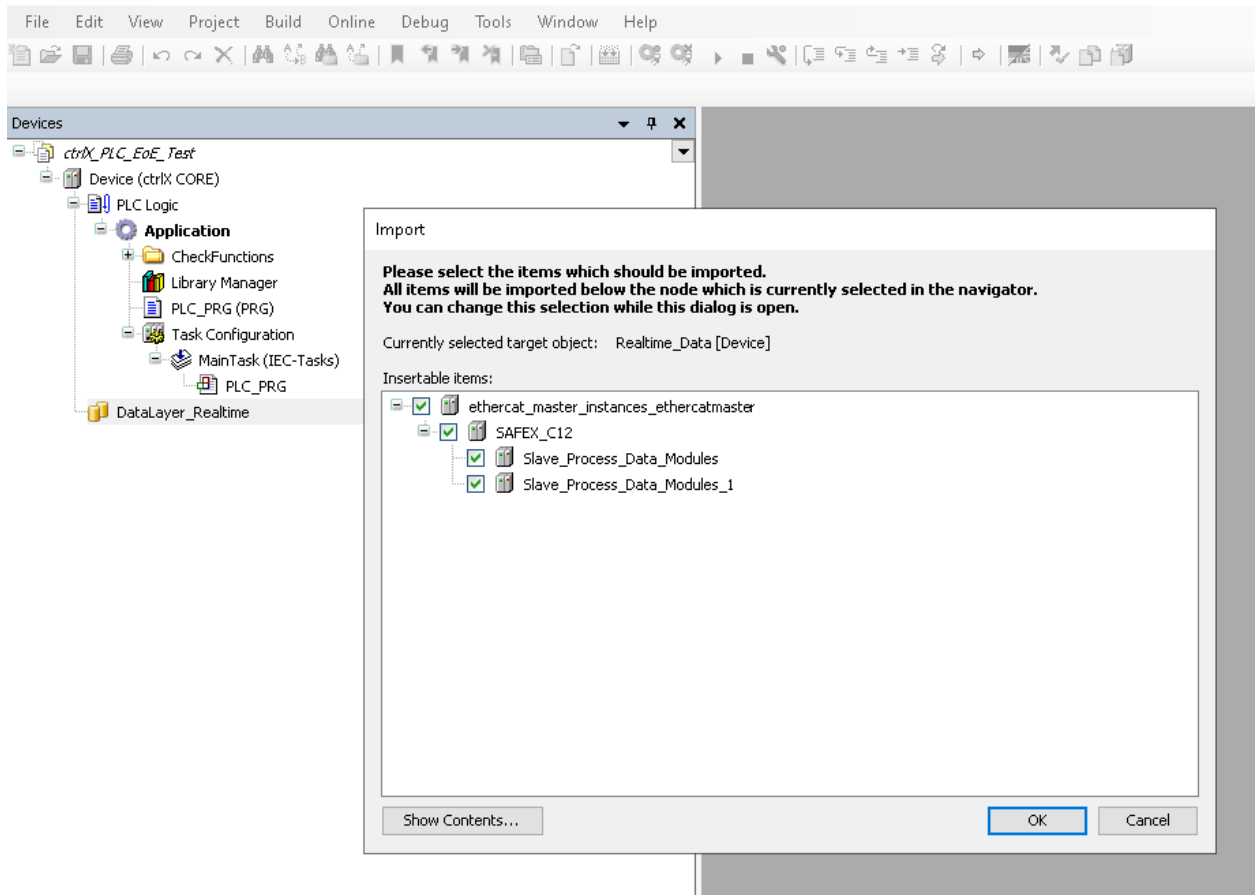 File Edit View Project Build Online Debug Tools Window Help
Devices
ctrlX_PLC_EoE_Test
Device (ctrlX CORE)
PLC Logic
Application
CheckFunctions
Library Manager
PLC_PRG (PRG)
Task Configuration
MainTask (IEC-Tasks)
PLC_PRG
DataLayer_Realtime
Import
Please select the items which should be imported.
All items will be imported below the node which is currently selected in the navigator.
You can change this selection while this dialog is open.
Currently selected target object: Realtime_Data [Device]
Insertable items:
ethercat_master_instances_ethercatmaster
SAFEX_C12
Slave_Process_Data_Modules
Slave_Process_Data_Modules_1
Show Contents...
OK
Cancel